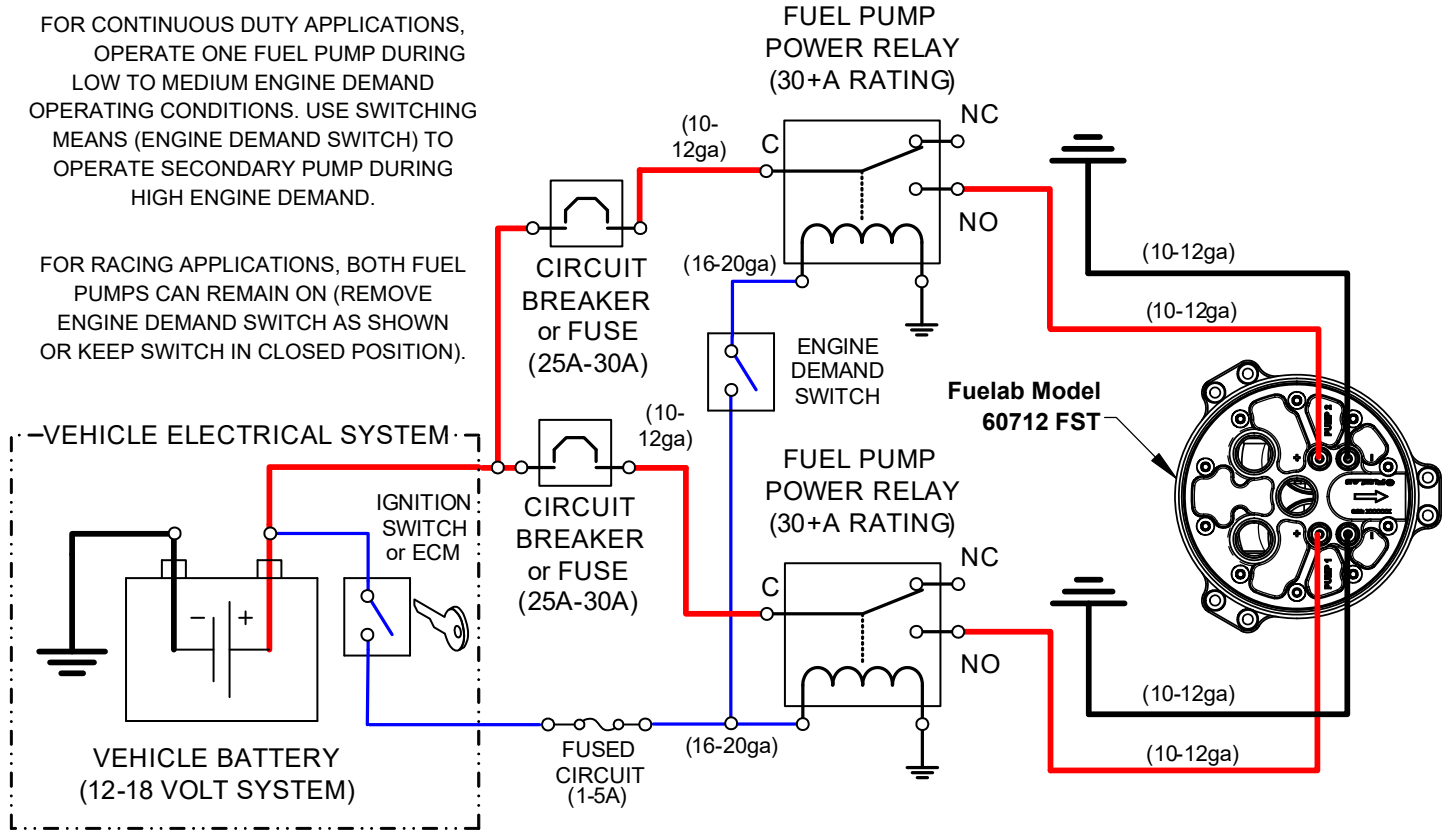 FOR CONTINUOUS DUTY APPLICATIONS,
OPERATE ONE FUEL PUMP DURING
LOW TO MEDIUM ENGINE DEMAND
OPERATING CONDITIONS. USE SWITCHING
MEANS (ENGINE DEMAND SWITCH) TO
OPERATE SECONDARY PUMP DURING
HIGH ENGINE DEMAND.
FOR RACING APPLICATIONS, BOTH FUEL
PUMPS CAN REMAIN ON (REMOVE
ENGINE DEMAND SWITCH AS SHOWN
OR KEEP SWITCH IN CLOSED POSITION).
FUEL PUMP
POWER RELAY
(30+A RATING)
(10-
12ga)
C
NC
NO
CIRCUIT
BREAKER
or FUSE
(25A-30A)
(16-20ga)
ENGINE
DEMAND
SWITCH
(10-12ga)
(10-12ga)
Fuelab Model
60712 FST
PUMP 2
+
−
+
−
PUMP 1
VEHICLE ELECTRICAL SYSTEM
IGNITION
SWITCH
or ECM
−
+
VEHICLE BATTERY
(12-18 VOLT SYSTEM)
(10-
12ga)
CIRCUIT
BREAKER
or FUSE
(25A-30A)
FUEL PUMP
POWER RELAY
(30+A RATING)
C
NC
NO
FUSED
CIRCUIT
(1-5A)
(16-20ga)
(10-12ga)
(10-12ga)